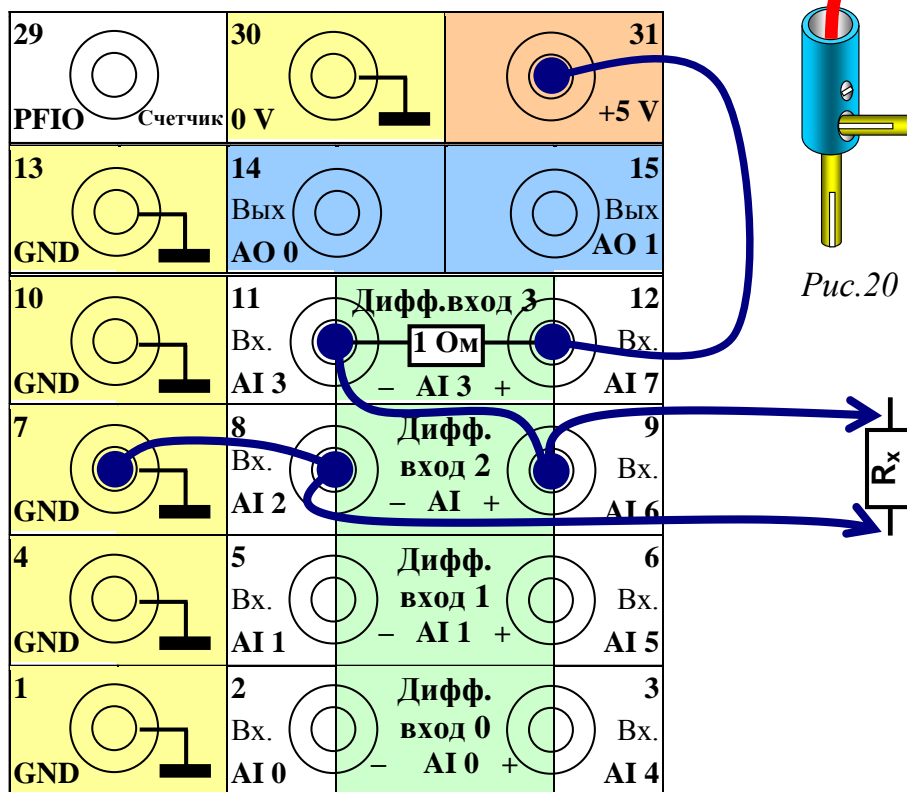 29
PFIO
Счетчик
30
0 V
31
+5 V
13
GND
14
Вых
AO 0
15
Вых
AO 1
Рис.20
10
GND
11
Вх.
AI 3
Дифф.вход 3
1 Ом
– AI 3 +
12
Вх.
AI 7
7
GND
8
Вх.
AI 2
Дифф.
вход 2
– AI +
9
Вх.
AI 6
Rx
4
GND
5
Вх.
AI 1
Дифф.
вход 1
– AI 1 +
6
Вх.
AI 5
1
GND
2
Вх.
AI 0
Дифф.
вход 0
– AI 0 +
3
Вх.
AI 4